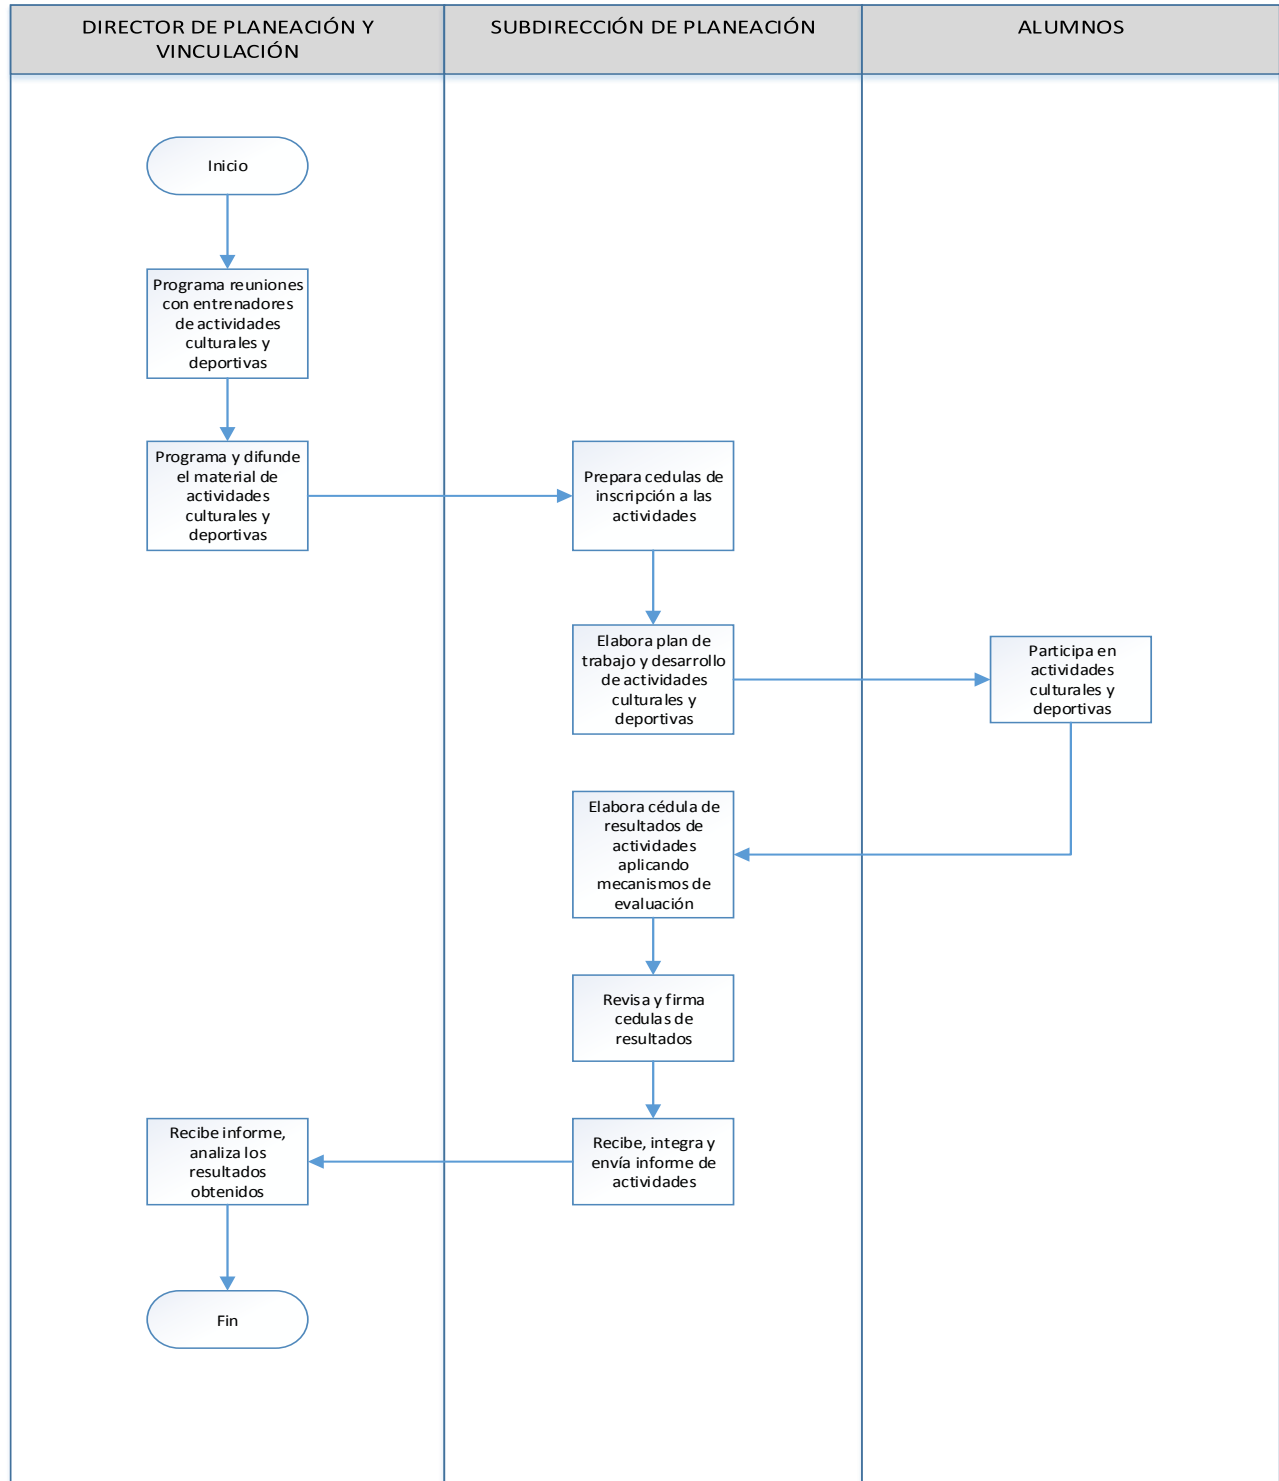 DIRECTOR DE PLANEACIÓN Y
VINCULACIÓN
SUBDIRECCIÓN DE PLANEACIÓN
ALUMNOS
Inicio
Programa reuniones
con entrenadores
de actividades
culturales y
deportivas
Programa y difunde
el material de
actividades
culturales y
deportivas
Prepara cedulas de
inscripción a las
actividades
Elabora plan de
trabajo y desarrollo
de actividades
culturales y
deportivas
Participa en
actividades
culturales y
deportivas
Elabora cédula de
resultados de
actividades
aplicando
mecanismos de
evaluación
Revisa y firma
cedulas de
resultados
Recibe, integra y
envía informe de
actividades
Recibe informe,
analiza los
resultados
obtenidos
Fin